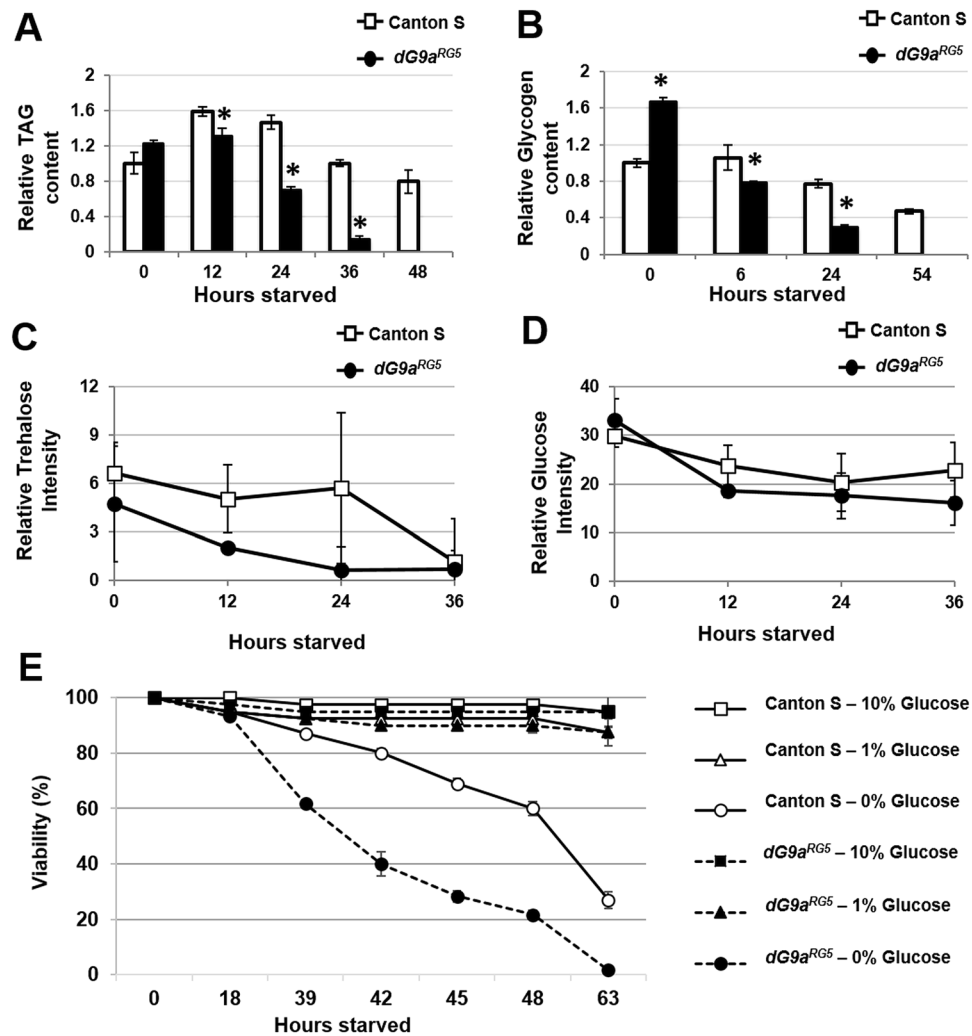 A
Canton S
dG9a^RG5
Relative TAG content
2
1.6
1.2
0.8
0.4
0
* * *
0 12 24 36 48
Hours starved
B
Canton S
dG9a^RG5
Relative Glycogen content
2
1.6
1.2
0.8
0.4
0
* * *
0 6 24 54
Hours starved
C
Canton S
dG9a^RG5
Relative Trehalose Intensity
12
9
6
3
0
0 12 24 36
Hours starved
D
Canton S
dG9a^RG5
Relative Glucose Intensity
40
30
20
10
0
0 12 24 36
Hours starved
E
Viability (%)
100
80
60
40
20
0
0 18 39 42 45 48 63
Hours starved
Canton S – 10% Glucose
Canton S – 1% Glucose
Canton S – 0% Glucose
dG9a^RG5 – 10% Glucose
dG9a^RG5 – 1% Glucose
dG9a^RG5 – 0% Glucose